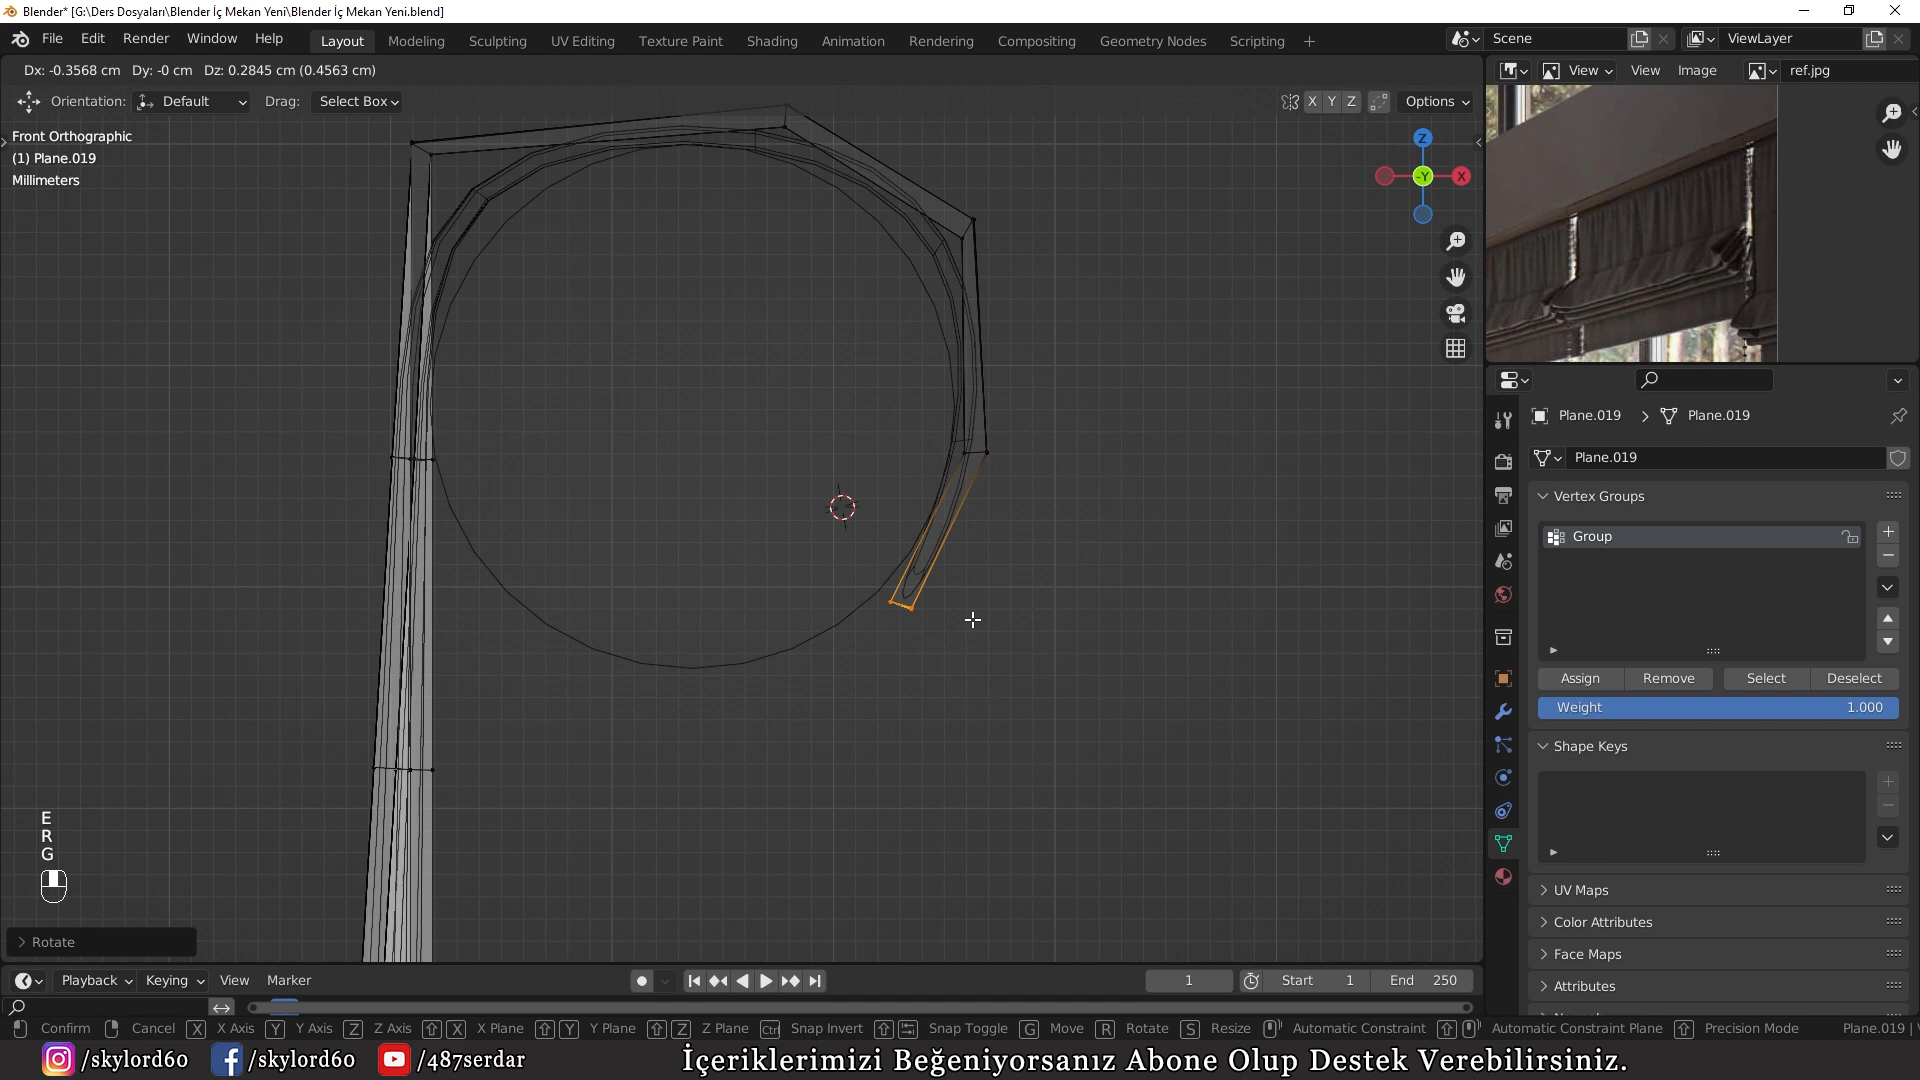 Blender* [G:\Ders Dosyaları\Blender İç Mekan Yeni\Blender İç Mekan Yeni.blend]
File Edit Render Window Help Layout Modeling Sculpting UV Editing Texture Paint Shading Animation Rendering Compositing Geometry Nodes Scripting + Scene ViewLayer
Dx: -0.3568 cm Dy: -0 cm Dz: 0.2845 cm (0.4563 cm) View View Image ref.jpg
Orientation: Default Drag: Select Box X Y Z Options
Front Orthographic
(1) Plane.019
Millimeters
Z
-Y X
Plane.019 > Plane.019
Plane.019
Vertex Groups
Group
Assign Remove Select Deselect
Weight 1.000
Shape Keys
UV Maps
Color Attributes
Face Maps
Attributes
E
R
G
Rotate
Playback Keying View Marker 1 Start 1 End 250
Confirm Cancel X X Axis Y Y Axis Z Z Axis X X Plane Y Y Plane Z Z Plane Ctrl Snap Invert Snap Toggle G Move R Rotate S Resize Automatic Constraint Automatic Constraint Plane Precision Mode Plane.019 |
/skylord60 /skylord60 /487serdar İçeriklerimizi Beğeniyorsanız Abone Olup Destek Verebilirsiniz.